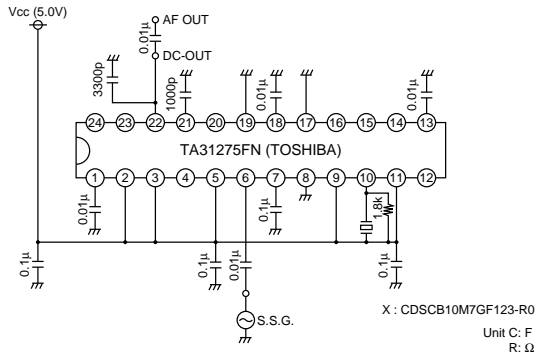 Vcc (5.0V)
AF OUT
0.01μ
DC-OUT
3300p
1000p
0.01μ
0.01μ
24 23 22 21 20 19 18 17 16 15 14 13
TA31275FN (TOSHIBA)
1 2 3 4 5 6 7 8 9 10 11 12
0.01μ
0.1μ
1.8k
0.1μ
0.1μ
0.01μ
0.1μ
S.S.G.
X : CDSCB10M7GF123-R0
Unit C: F
R: Ω